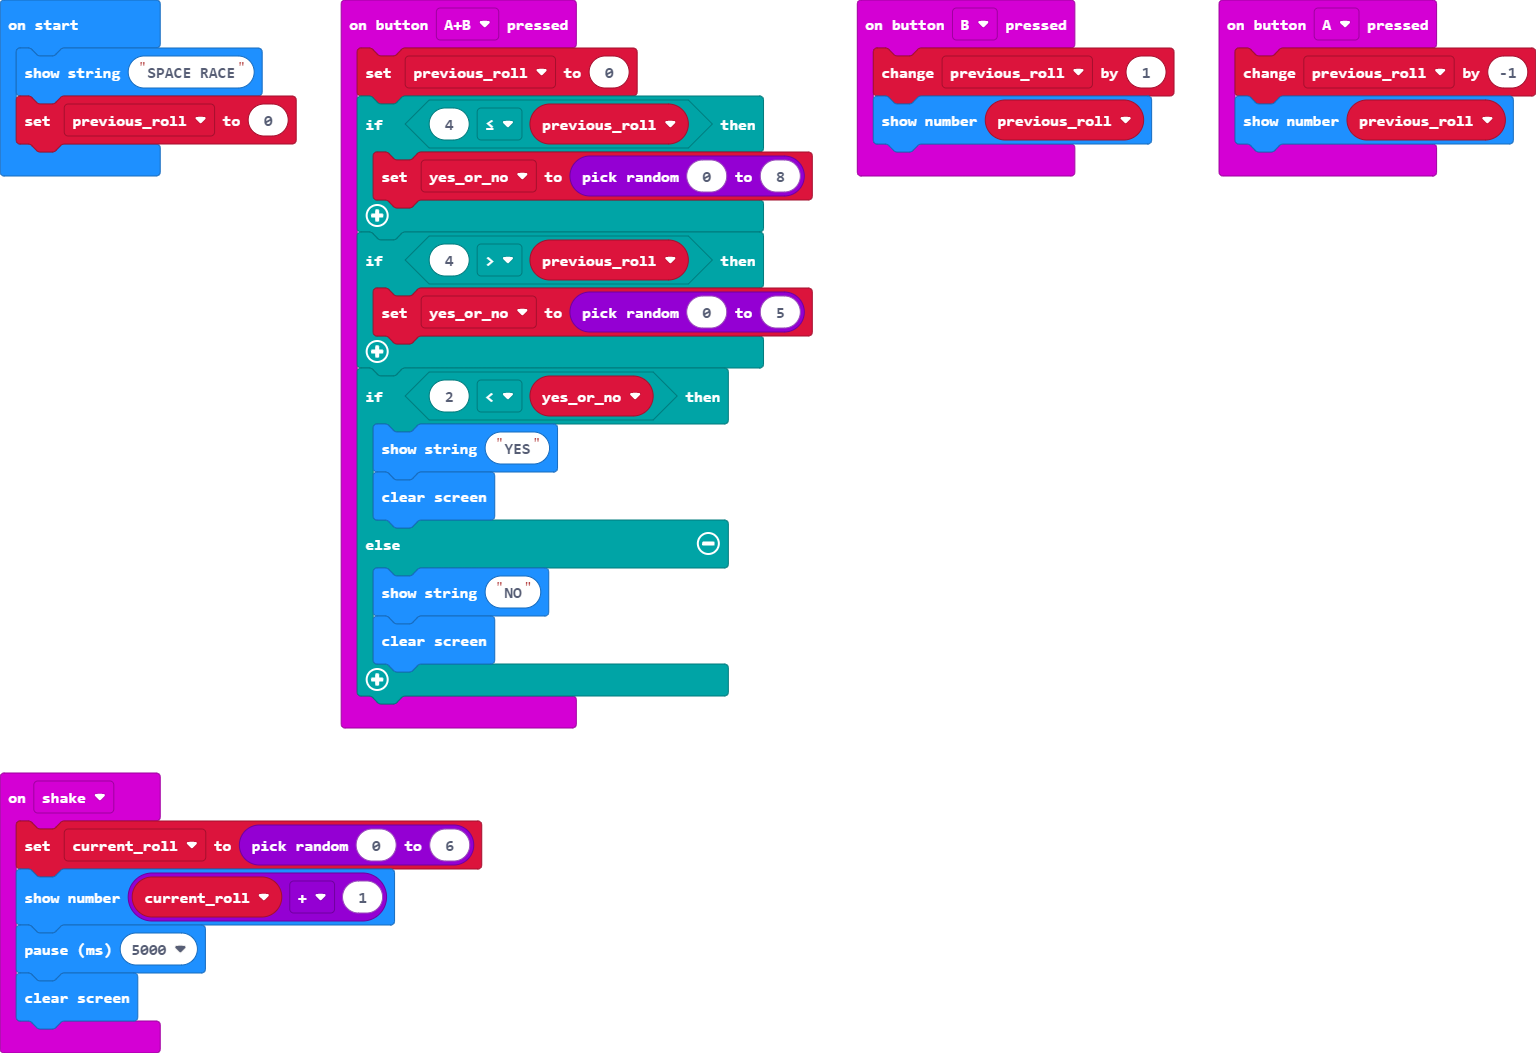 on start
show string "SPACE RACE"
set previous_roll to 0
on button A+B pressed
set previous_roll to 0
if 4 ≤ previous_roll then
set yes_or_no to pick random 0 to 8
if 4 > previous_roll then
set yes_or_no to pick random 0 to 5
if 2 < yes_or_no then
show string "YES"
clear screen
else
show string "NO"
clear screen
on button B pressed
change previous_roll by 1
show number previous_roll
on button A pressed
change previous_roll by -1
show number previous_roll
on shake
set current_roll to pick random 0 to 6
show number current_roll + 1
pause (ms) 5000
clear screen